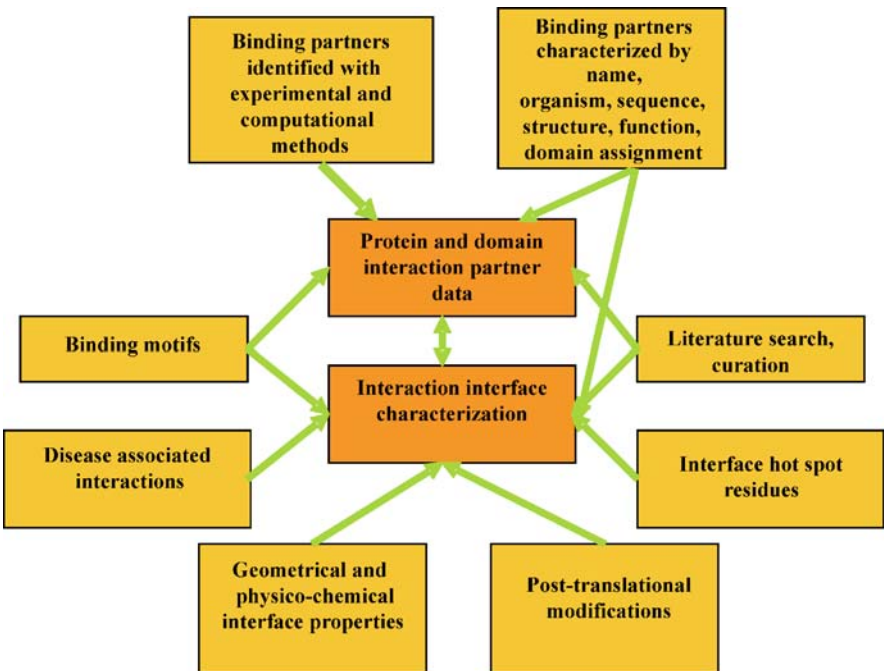 Binding partners
identified with
experimental and
computational
methods
Binding partners
characterized by
name,
organism, sequence,
structure, function,
domain assignment
Protein and domain
interaction partner
data
Binding motifs
Literature search,
curation
Interaction interface
characterization
Disease associated
interactions
Interface hot spot
residues
Geometrical and
physico-chemical
interface properties
Post-translational
modifications